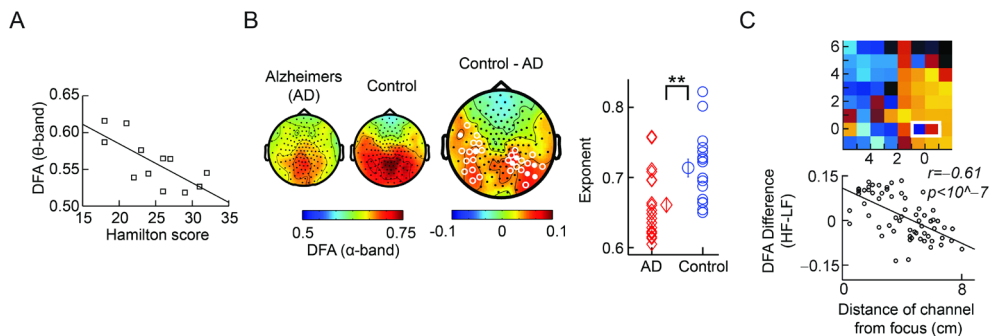 A
0.65
0.60
0.55
0.50
DFA (θ-band)
15
20
25
30
35
Hamilton score
B
Alzheimers
(AD)
Control
Control - AD
0.5
0.75
DFA (α-band)
-0.1
0
0.1
**
0.8
0.7
0.6
Exponent
AD
Control
C
6
4
2
0
4
2
0
r=−0.61
p<10^−7
0.15
0
−0.15
DFA Difference
(HF-LF)
0
8
Distance of channel
from focus (cm)